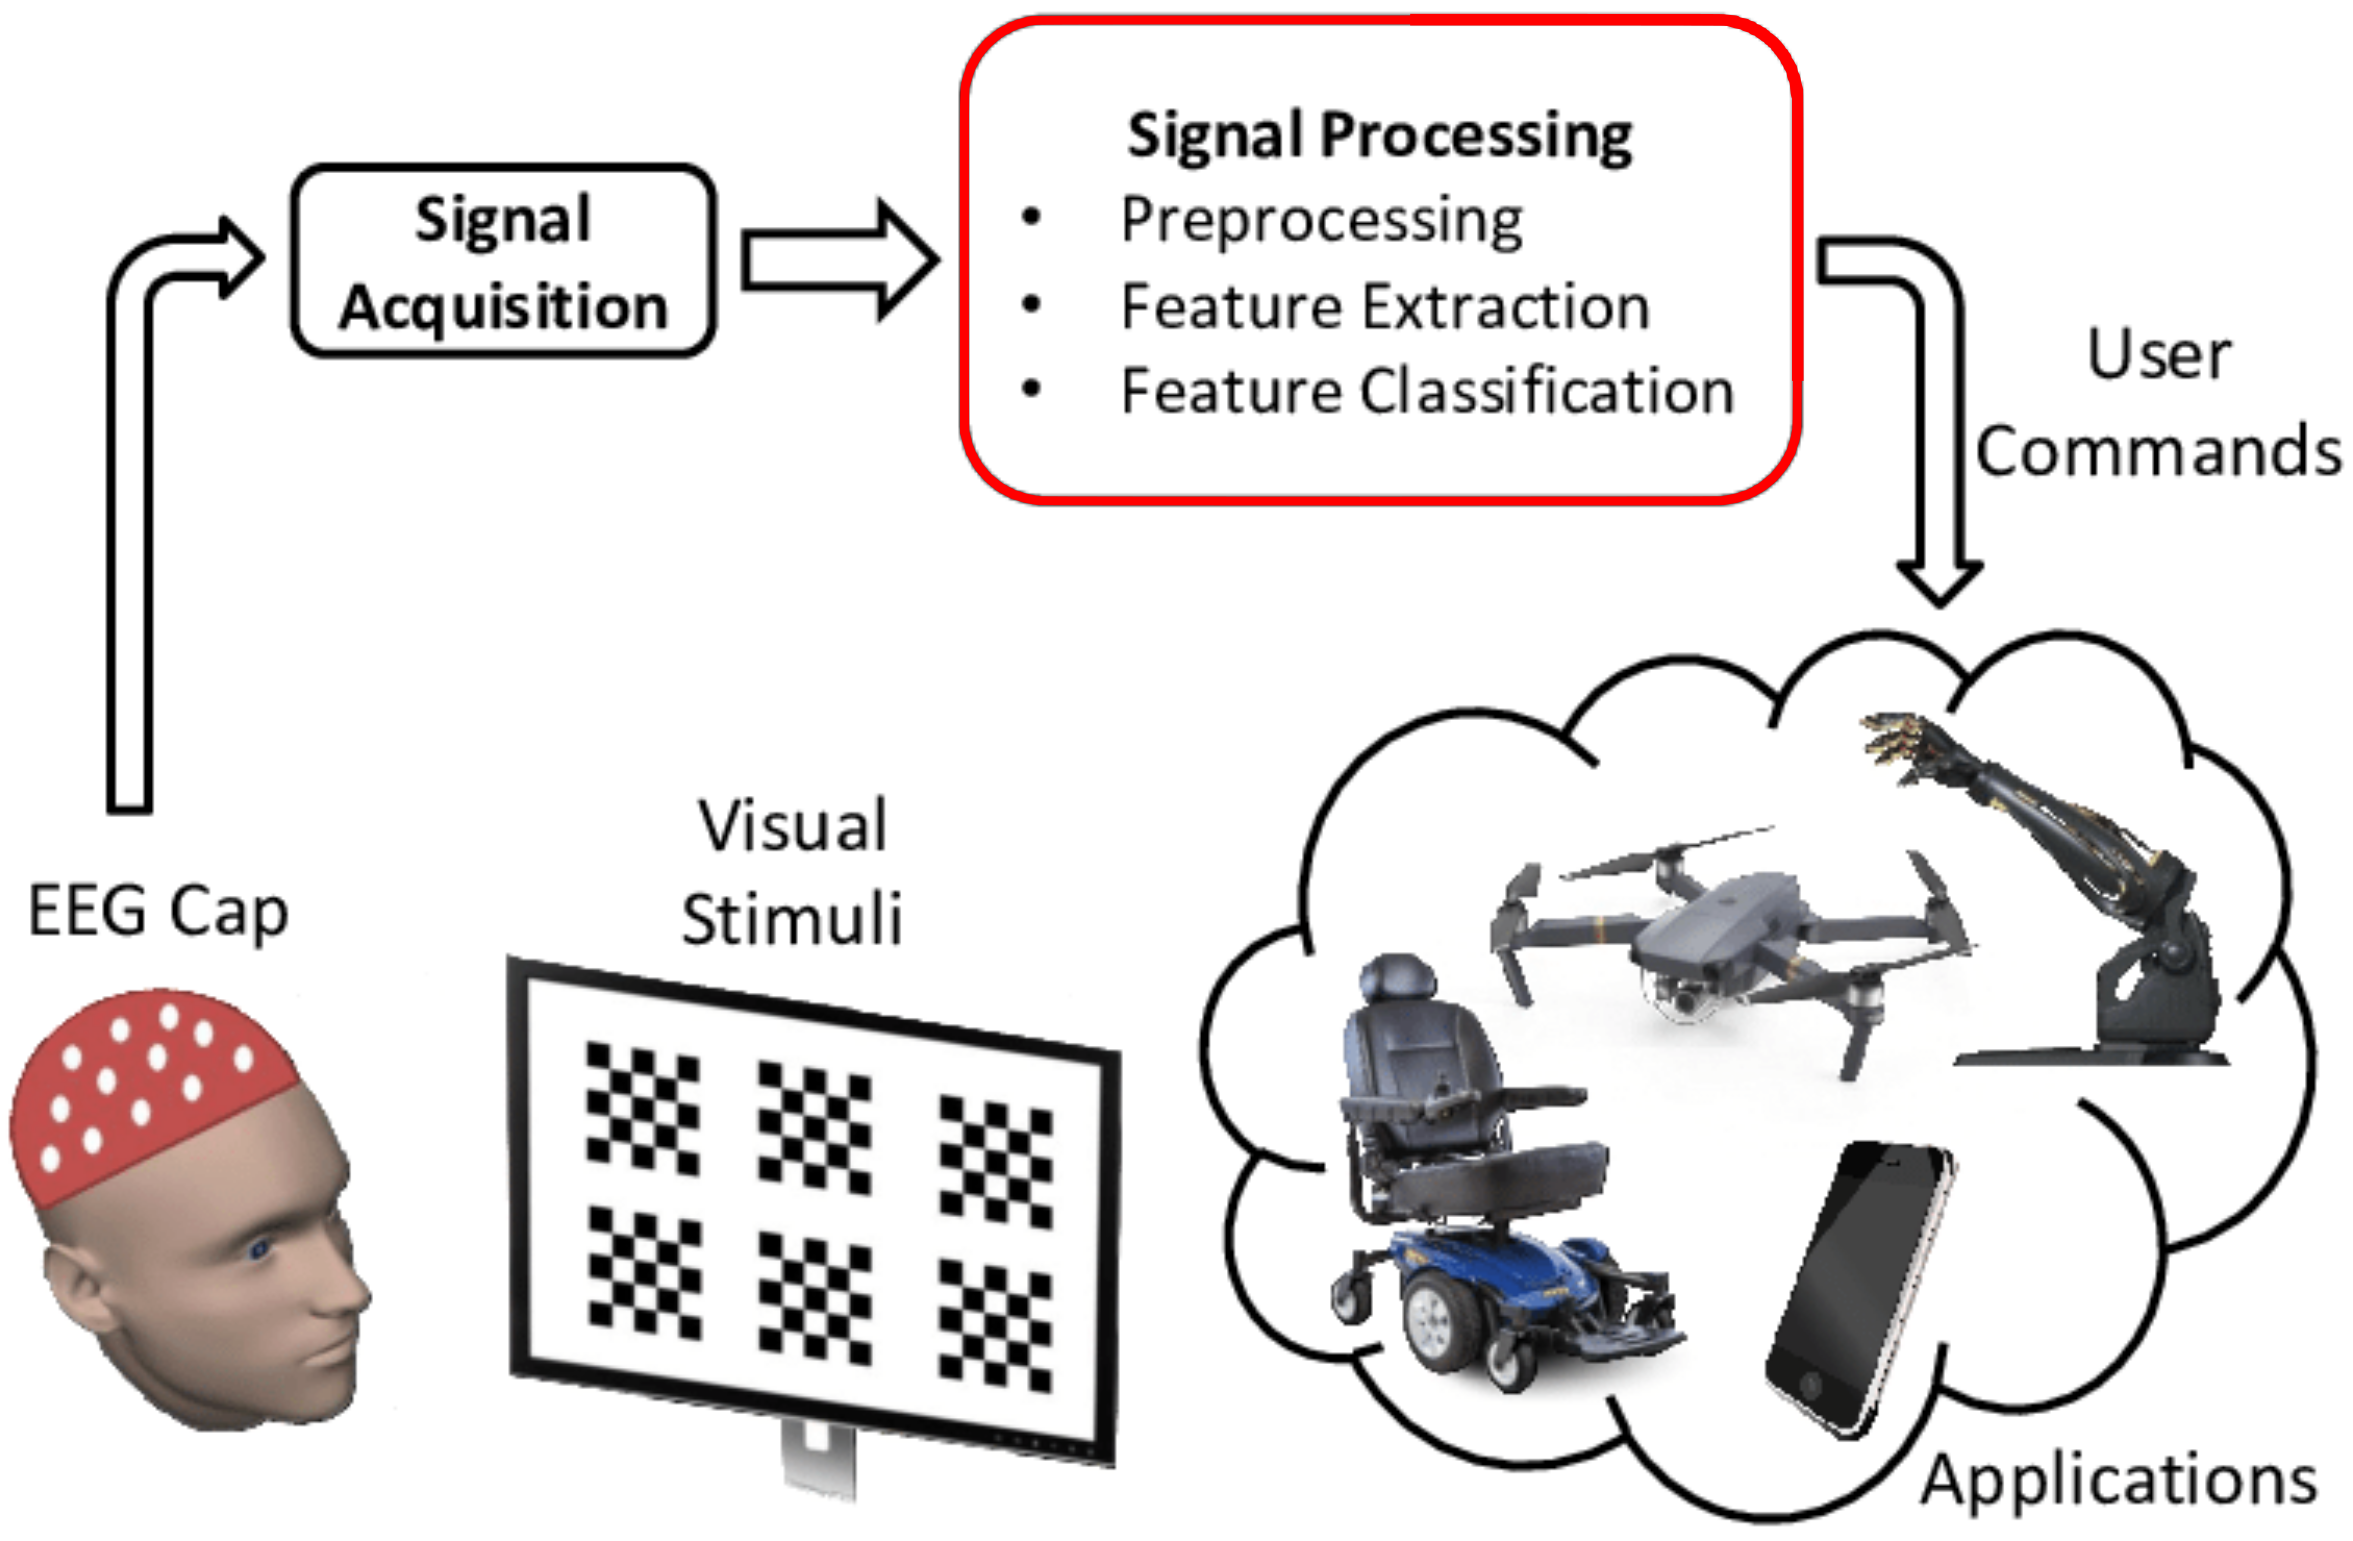 Signal
Acquisition
Signal Processing
• Preprocessing
• Feature Extraction
• Feature Classification
User
Commands
EEG Cap
Visual
Stimuli
Applications